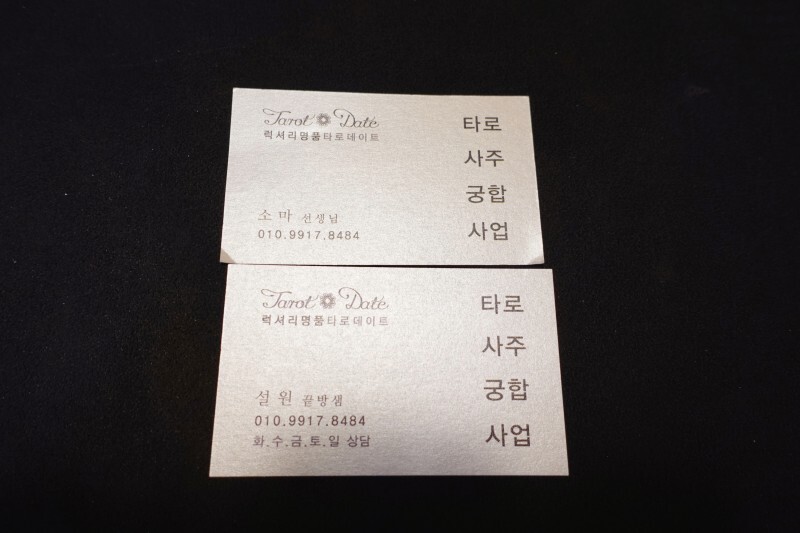 Tarot Date
럭셔리명품타로데이트
소마 선생님
010.9917.8484
타로
사주
궁합
사업
Tarot Date
럭셔리명품타로데이트
설원 끝방샘
010.9917.8484
화.수.금.토.일 상담
타로
사주
궁합
사업